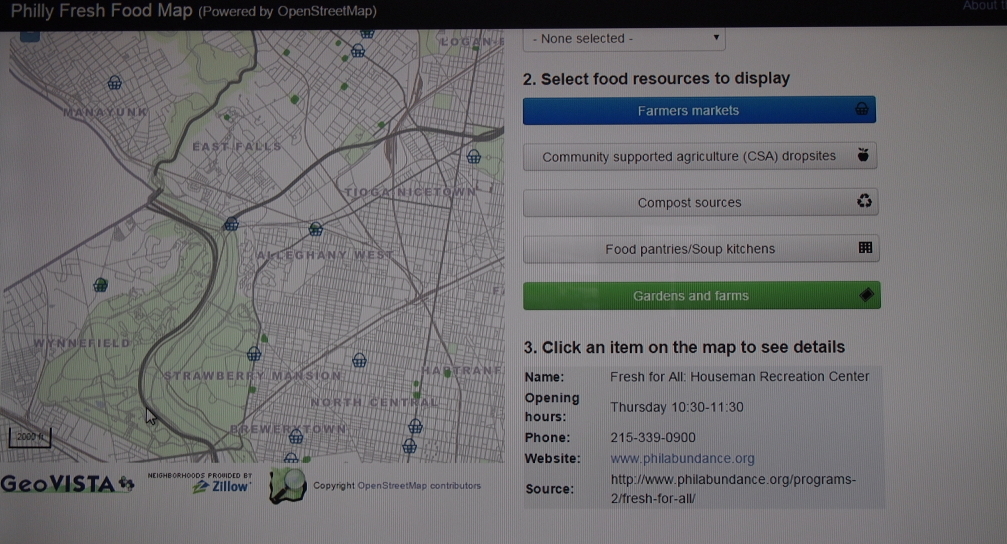 Philly Fresh Food Map (Powered by OpenStreetMap)
About
- None selected -
2. Select food resources to display
Farmers markets
Community supported agriculture (CSA) dropsites
Compost sources
Food pantries/Soup kitchens
Gardens and farms
3. Click an item on the map to see details
Name: Fresh for All: Houseman Recreation Center
Opening hours: Thursday 10:30-11:30
Phone: 215-339-0900
Website: www.philabundance.org
Source: http://www.philabundance.org/programs-
2/fresh-for-all/
LOGAN
MANAYUNK
EAST FALLS
TIOGA NICETOWN
ALLEGHANY WEST
WYNNEFIELD
STRAWBERRY MANSION
NORTH CENTRAL
BREWERYTOWN
2000 ft
GeoVISTA
NEIGHBORHOODS PROVIDED BY
Zillow
Copyright OpenStreetMap contributors